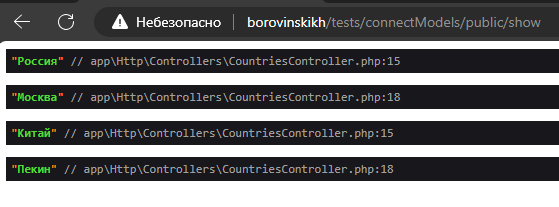 Небезопасно borovinskikh/tests/connectModels/public/show
"Россия" // app\Http\Controllers\CountriesController.php:15
"Москва" // app\Http\Controllers\CountriesController.php:18
"Китай" // app\Http\Controllers\CountriesController.php:15
"Пекин" // app\Http\Controllers\CountriesController.php:18